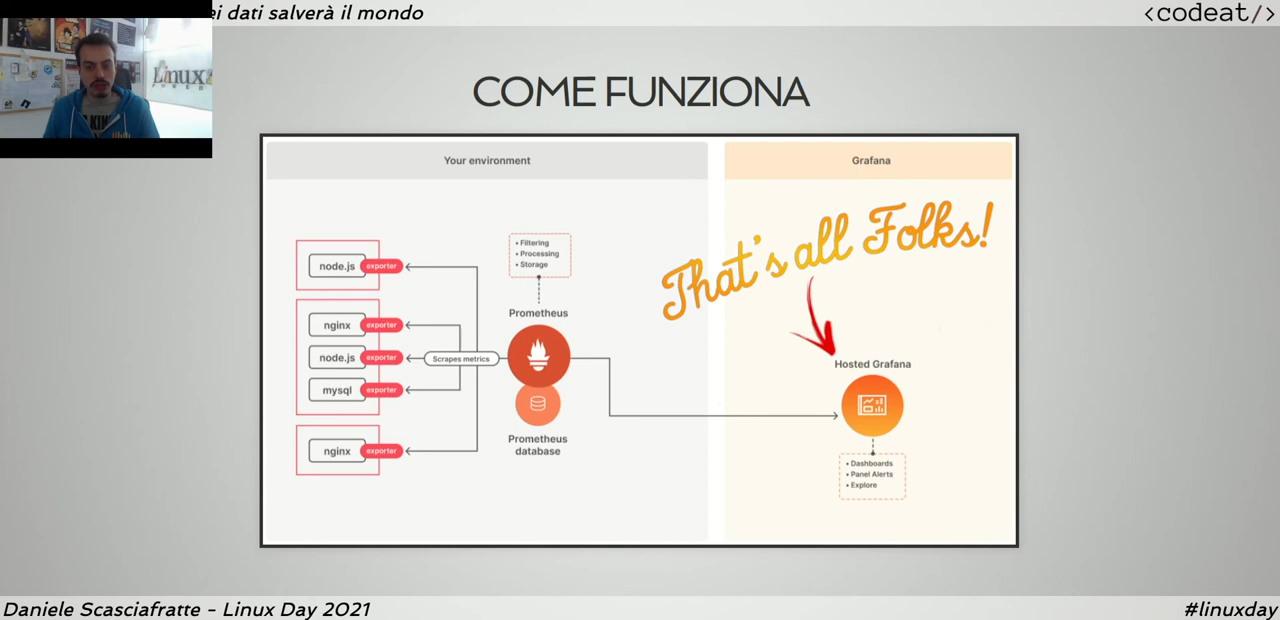 ei dati salverà il mondo
<codeat/>
Linux
COME FUNZIONA
Your environment
Grafana
That's all Folks!
• Filtering
• Processing
• Storage
node.js exporter
Prometheus
nginx exporter
node.js exporter
Scrapes metrics
mysql exporter
Hosted Grafana
Prometheus
database
nginx exporter
• Dashboards
• Panel Alerts
• Explore
Daniele Scasciafratte - Linux Day 2021
#linuxday